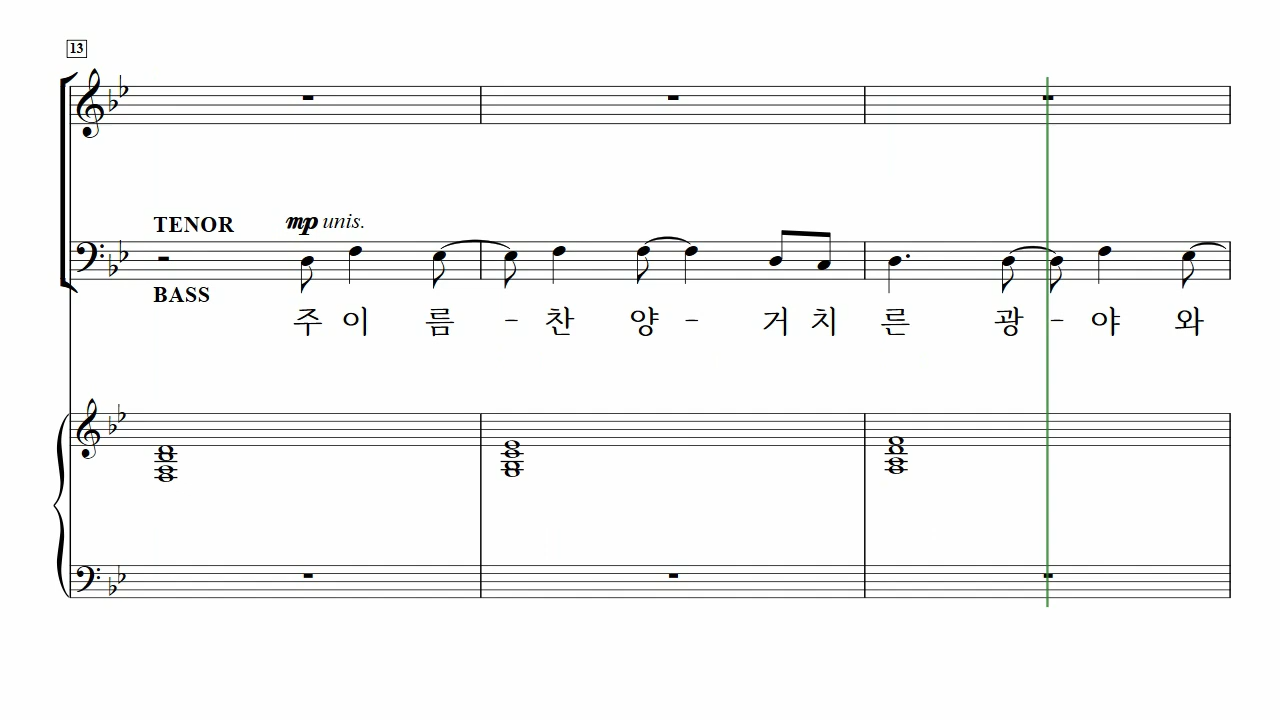 13
TENOR mp unis.
BASS
주 이 름 - 찬 양 - 거 치 른 광 - 야 와